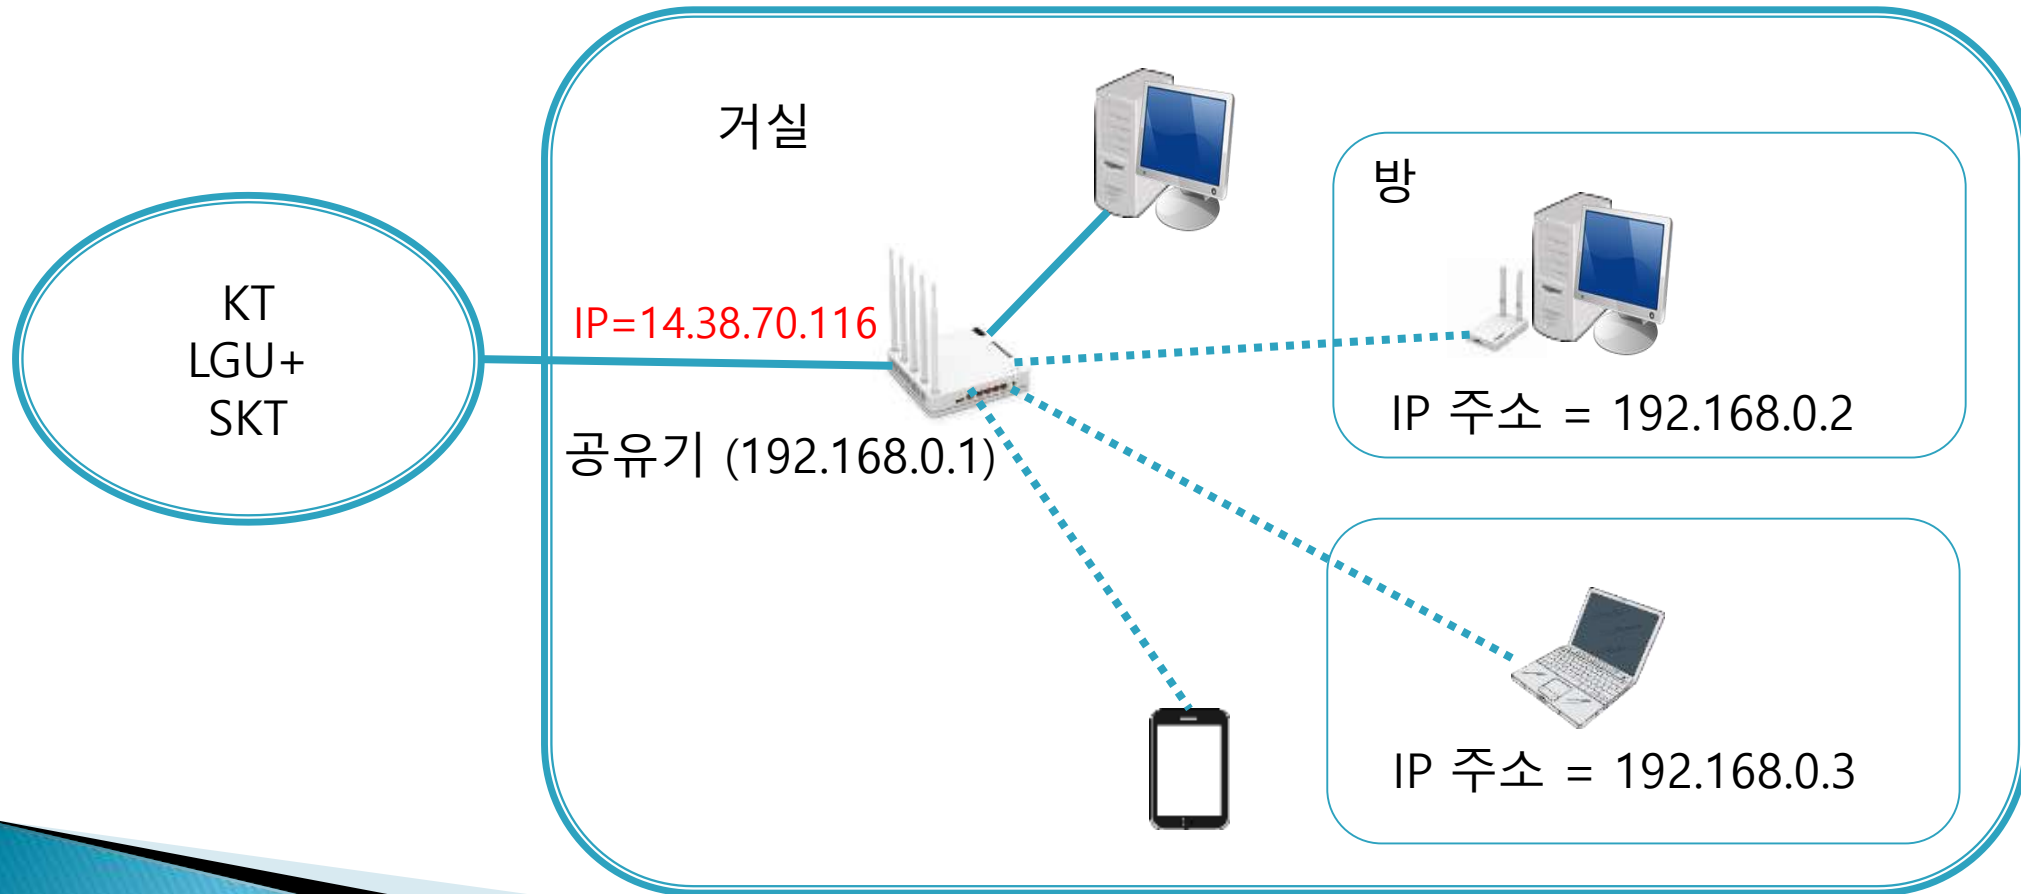 거실
방
KT
LGU+
SKT
IP=14.38.70.116
공유기 (192.168.0.1)
IP 주소 = 192.168.0.2
IP 주소 = 192.168.0.3